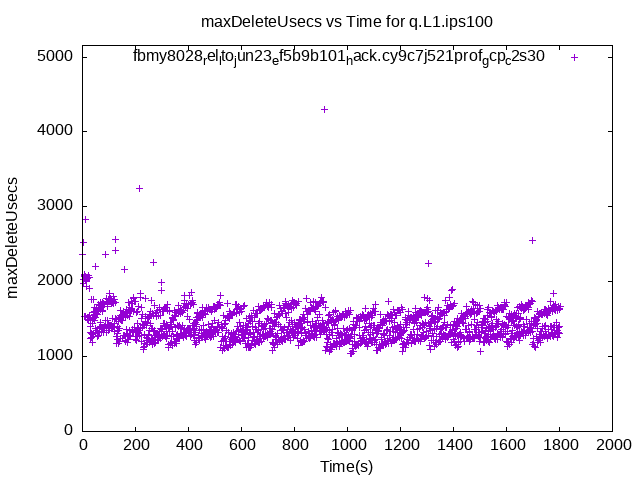 maxDeleteUsecs vs Time for q.L1.ips100
fbmy8028relltojun23ef5b9b101hack.cy9c7j521profgcpc2s30
5000
4000
3000
2000
1000
0
maxDeleteUsecs
0 200 400 600 800 1000 1200 1400 1600 1800 2000
Time(s)